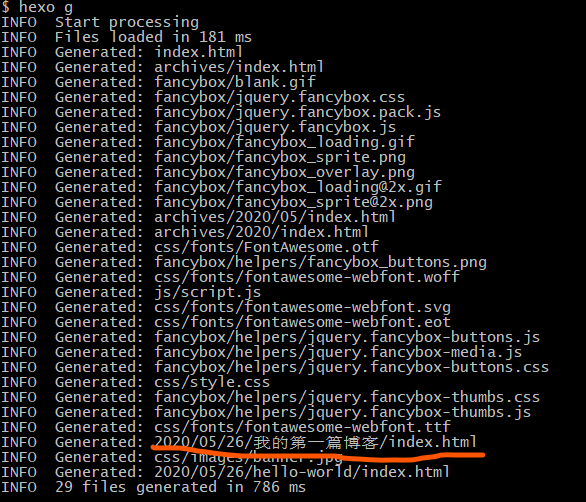 $ hexo g
INFO  Start processing
INFO  Files loaded in 181 ms
INFO  Generated: index.html
INFO  Generated: archives/index.html
INFO  Generated: fancybox/blank.gif
INFO  Generated: fancybox/jquery.fancybox.css
INFO  Generated: fancybox/jquery.fancybox.pack.js
INFO  Generated: fancybox/jquery.fancybox.js
INFO  Generated: fancybox/fancybox_loading.gif
INFO  Generated: fancybox/fancybox_sprite.png
INFO  Generated: fancybox/fancybox_overlay.png
INFO  Generated: fancybox/fancybox_loading@2x.gif
INFO  Generated: fancybox/fancybox_sprite@2x.png
INFO  Generated: archives/2020/05/index.html
INFO  Generated: archives/2020/index.html
INFO  Generated: css/fonts/FontAwesome.otf
INFO  Generated: fancybox/helpers/fancybox_buttons.png
INFO  Generated: css/fonts/fontawesome-webfont.woff
INFO  Generated: js/script.js
INFO  Generated: css/fonts/fontawesome-webfont.svg
INFO  Generated: css/fonts/fontawesome-webfont.eot
INFO  Generated: fancybox/helpers/jquery.fancybox-buttons.js
INFO  Generated: fancybox/helpers/jquery.fancybox-media.js
INFO  Generated: fancybox/helpers/jquery.fancybox-buttons.css
INFO  Generated: css/style.css
INFO  Generated: fancybox/helpers/jquery.fancybox-thumbs.css
INFO  Generated: fancybox/helpers/jquery.fancybox-thumbs.js
INFO  Generated: css/fonts/fontawesome-webfont.ttf
INFO  Generated: 2020/05/26/我的第一篇博客/index.html
INFO  Generated: css/images/banner.jpg
INFO  Generated: 2020/05/26/hello-world/index.html
INFO  29 files generated in 786 ms